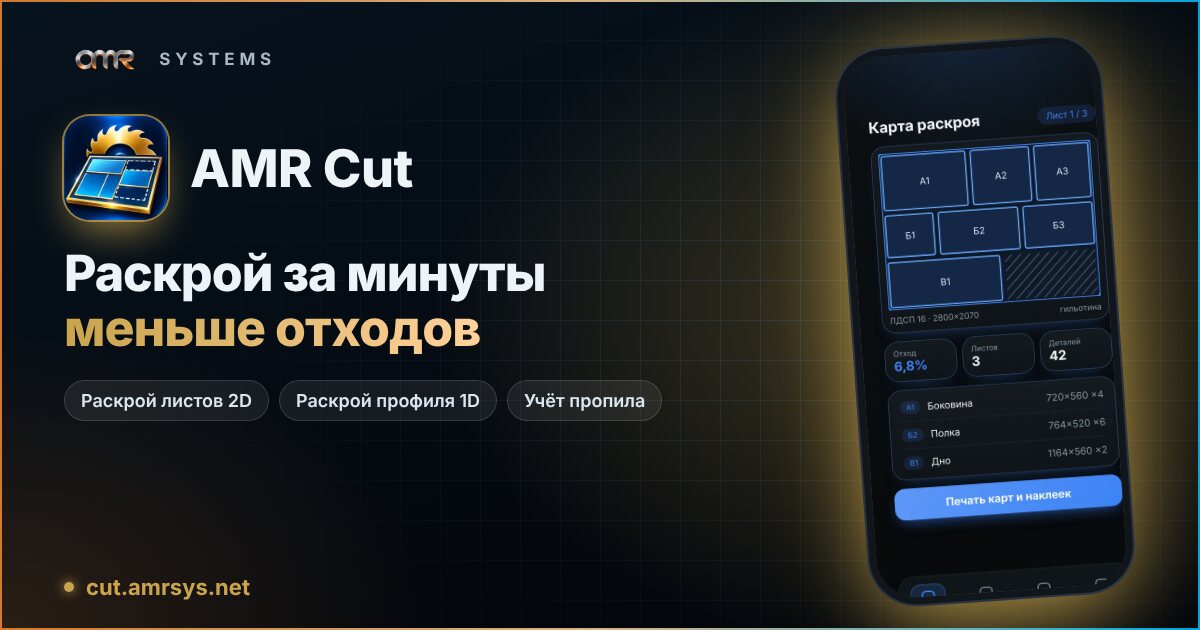 AMR SYSTEMS
AMR Cut
Раскрой за минуты
меньше отходов
Раскрой листов 2D
Раскрой профиля 1D
Учёт пропила
cut.amrsys.net
Карта раскроя
Лист 1 / 3
А1
А2
А3
Б1
Б2
Б3
В1
ЛДСП 16 · 2800×2070
гильотина
Отход
6,8%
Листов
3
Деталей
42
А1 Боковина 720×560 ×4
Б2 Полка 764×520 ×6
В1 Дно 1164×560 ×2
Печать карт и наклеек